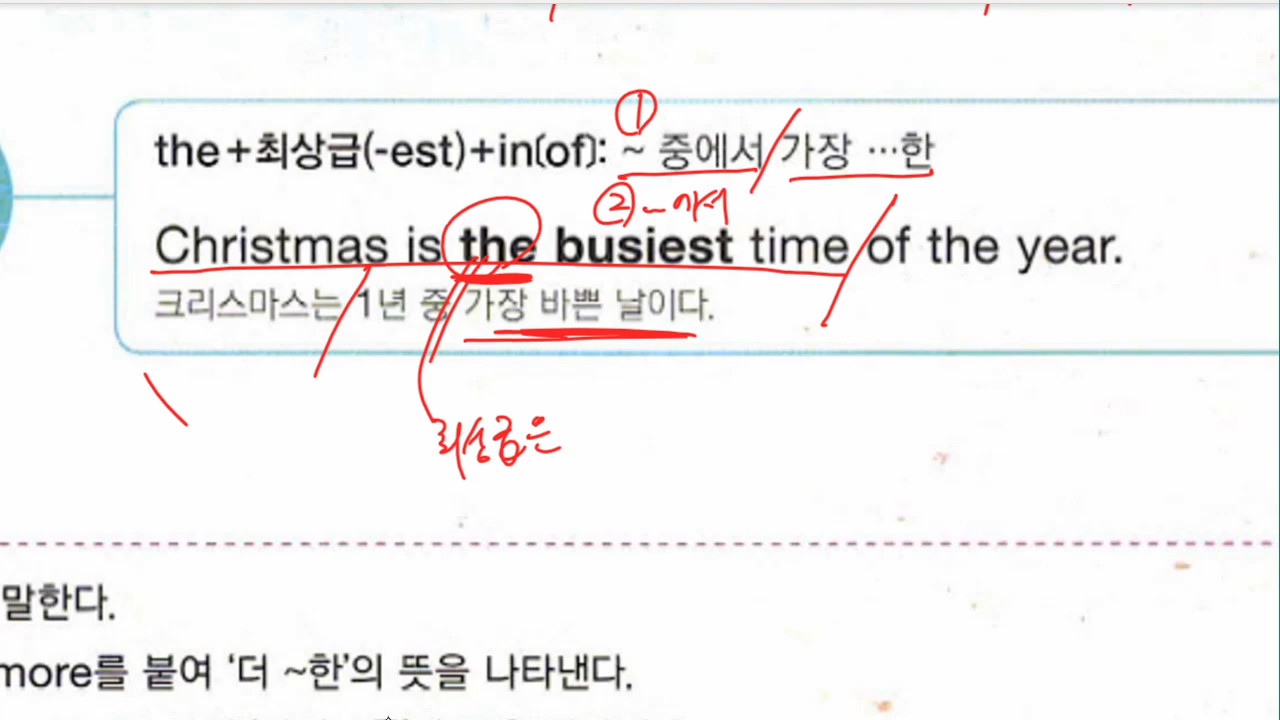 ①
the+최상급(-est)+in(of): ~ 중에서 가장 …한
② ~에서
Christmas is the busiest time of the year.
크리스마스는 1년 중 가장 바쁜 날이다.
최상급은
말한다.
more를 붙여 ‘더 ~한’의 뜻을 나타낸다.